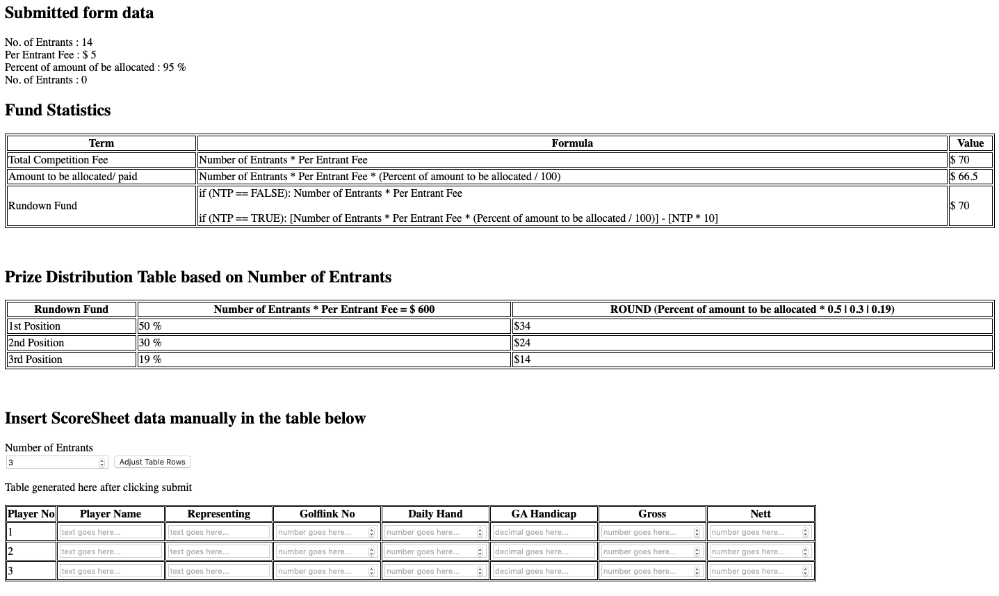 Submitted form data
No. of Entrants : 14
Per Entrant Fee : $ 5
Percent of amount of be allocated : 95 %
No. of Entrants : 0
Fund Statistics
Term Formula Value
Total Competition Fee Number of Entrants * Per Entrant Fee $ 70
Amount to be allocated/ paid Number of Entrants * Per Entrant Fee * (Percent of amount to be allocated / 100) $ 66.5
if (NTP == FALSE): Number of Entrants * Per Entrant Fee
Rundown Fund $ 70
if (NTP == TRUE): [Number of Entrants * Per Entrant Fee * (Percent of amount to be allocated / 100)] - [NTP * 10]
Prize Distribution Table based on Number of Entrants
Rundown Fund Number of Entrants * Per Entrant Fee = $ 600 ROUND (Percent of amount to be allocated * 0.5 | 0.3 | 0.19)
1st Position 50 % $34
2nd Position 30 % $24
3rd Position 19 % $14
Insert ScoreSheet data manually in the table below
Number of Entrants
3 Adjust Table Rows
Table generated here after clicking submit
Player No Player Name Representing Golflink No Daily Hand GA Handicap Gross Nett
1 text goes here... text goes here... number goes here... number goes here... decimal goes here... number goes here... number goes here...
2 text goes here... text goes here... number goes here... number goes here... decimal goes here... number goes here... number goes here...
3 text goes here... text goes here... number goes here... number goes here... decimal goes here... number goes here... number goes here...